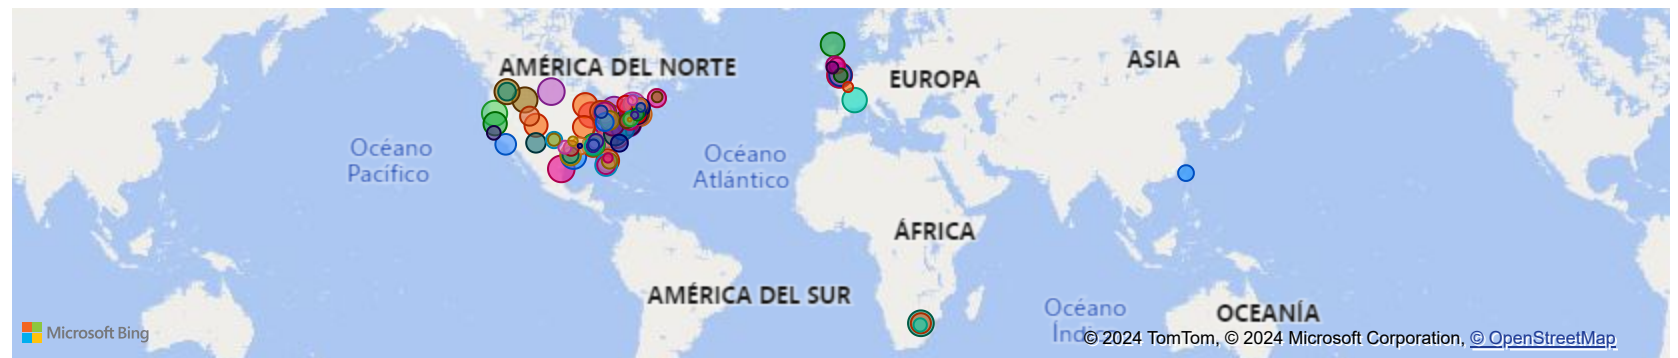 AMÉRICA DEL NORTE
EUROPA
ASIA
Océano
Pacífico
Océano
Atlántico
ÁFRICA
AMÉRICA DEL SUR
Océano
Índico
OCEANÍA
Microsoft Bing
© 2024 TomTom, © 2024 Microsoft Corporation, © OpenStreetMap